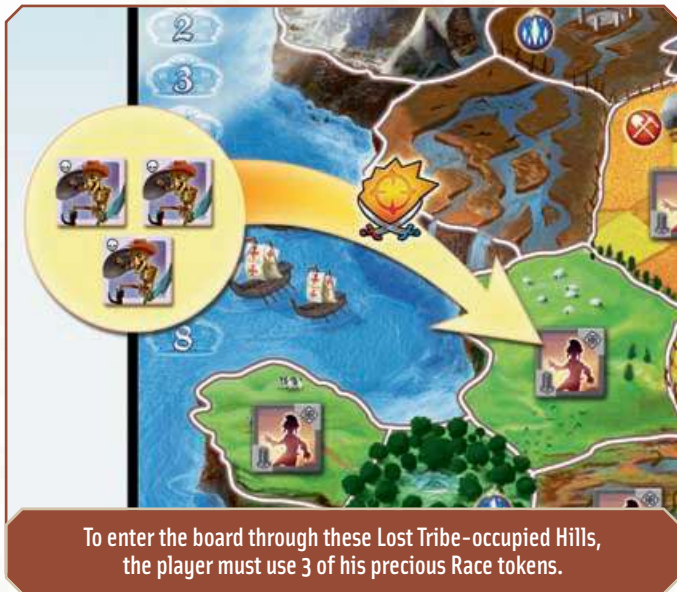 2
3
8
To enter the board through these Lost Tribe-occupied Hills,
the player must use 3 of his precious Race tokens.